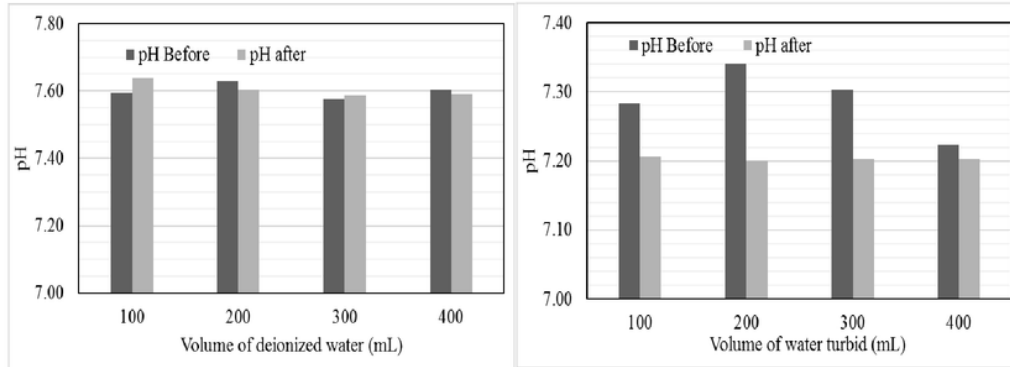 7.80
pH Before pH after
7.60
7.40
pH
7.20
7.00
100 200 300 400
Volume of deionized water (mL)
7.40
pH Before pH after
7.30
pH
7.20
7.10
7.00
100 200 300 400
Volume of water turbid (mL)